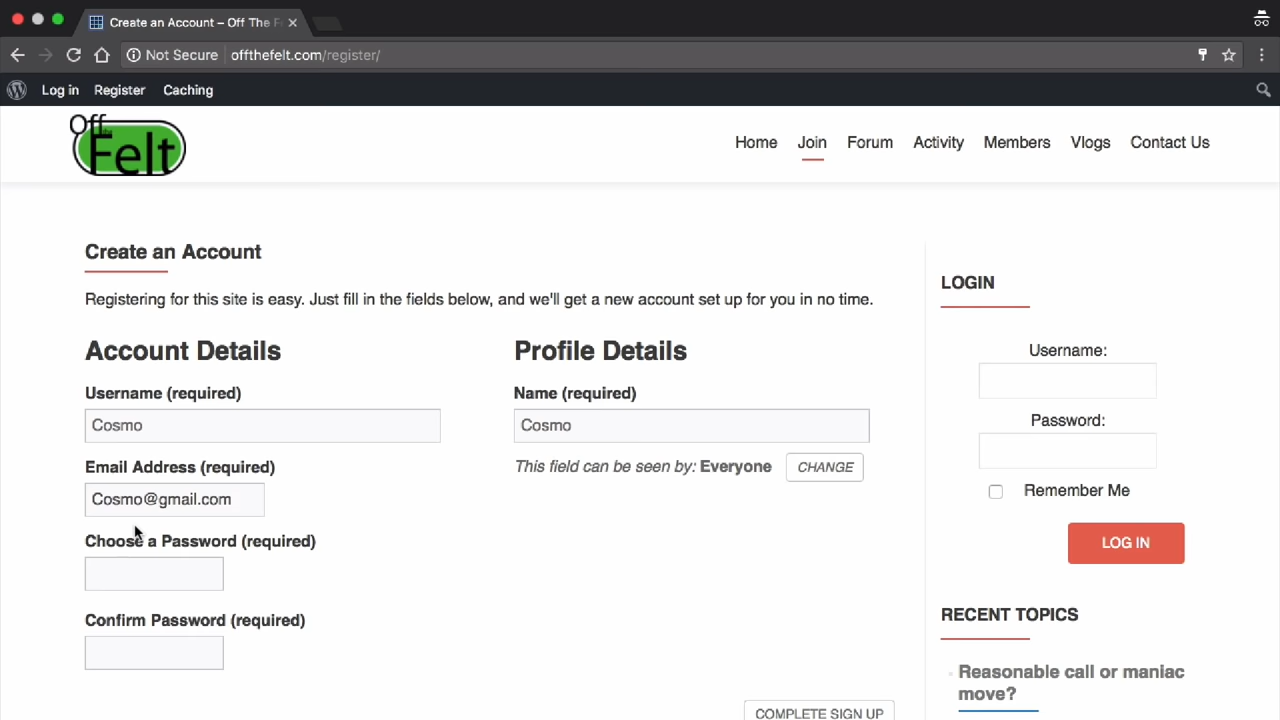 Create an Account – Off The F
Not Secure offthefelt.com/register/
Log in Register Caching
Off
Felt
Home Join Forum Activity Members Vlogs Contact Us
Create an Account
Registering for this site is easy. Just fill in the fields below, and we'll get a new account set up for you in no time.
Account Details
Username (required)
Cosmo
Email Address (required)
Cosmo@gmail.com
Choose a Password (required)
Confirm Password (required)
Profile Details
Name (required)
Cosmo
This field can be seen by: Everyone CHANGE
COMPLETE SIGN UP
LOGIN
Username:
Password:
Remember Me
LOG IN
RECENT TOPICS
Reasonable call or maniac
move?